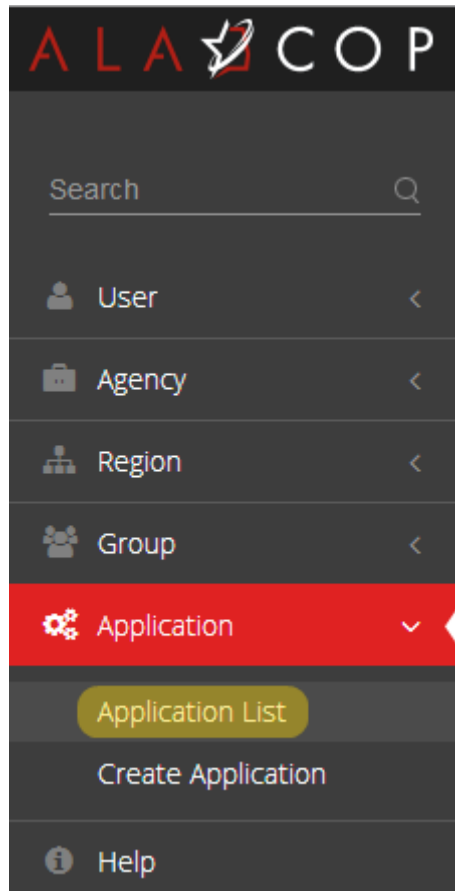 ALACOP
Search
User
Agency
Region
Group
Application
Application List
Create Application
Help